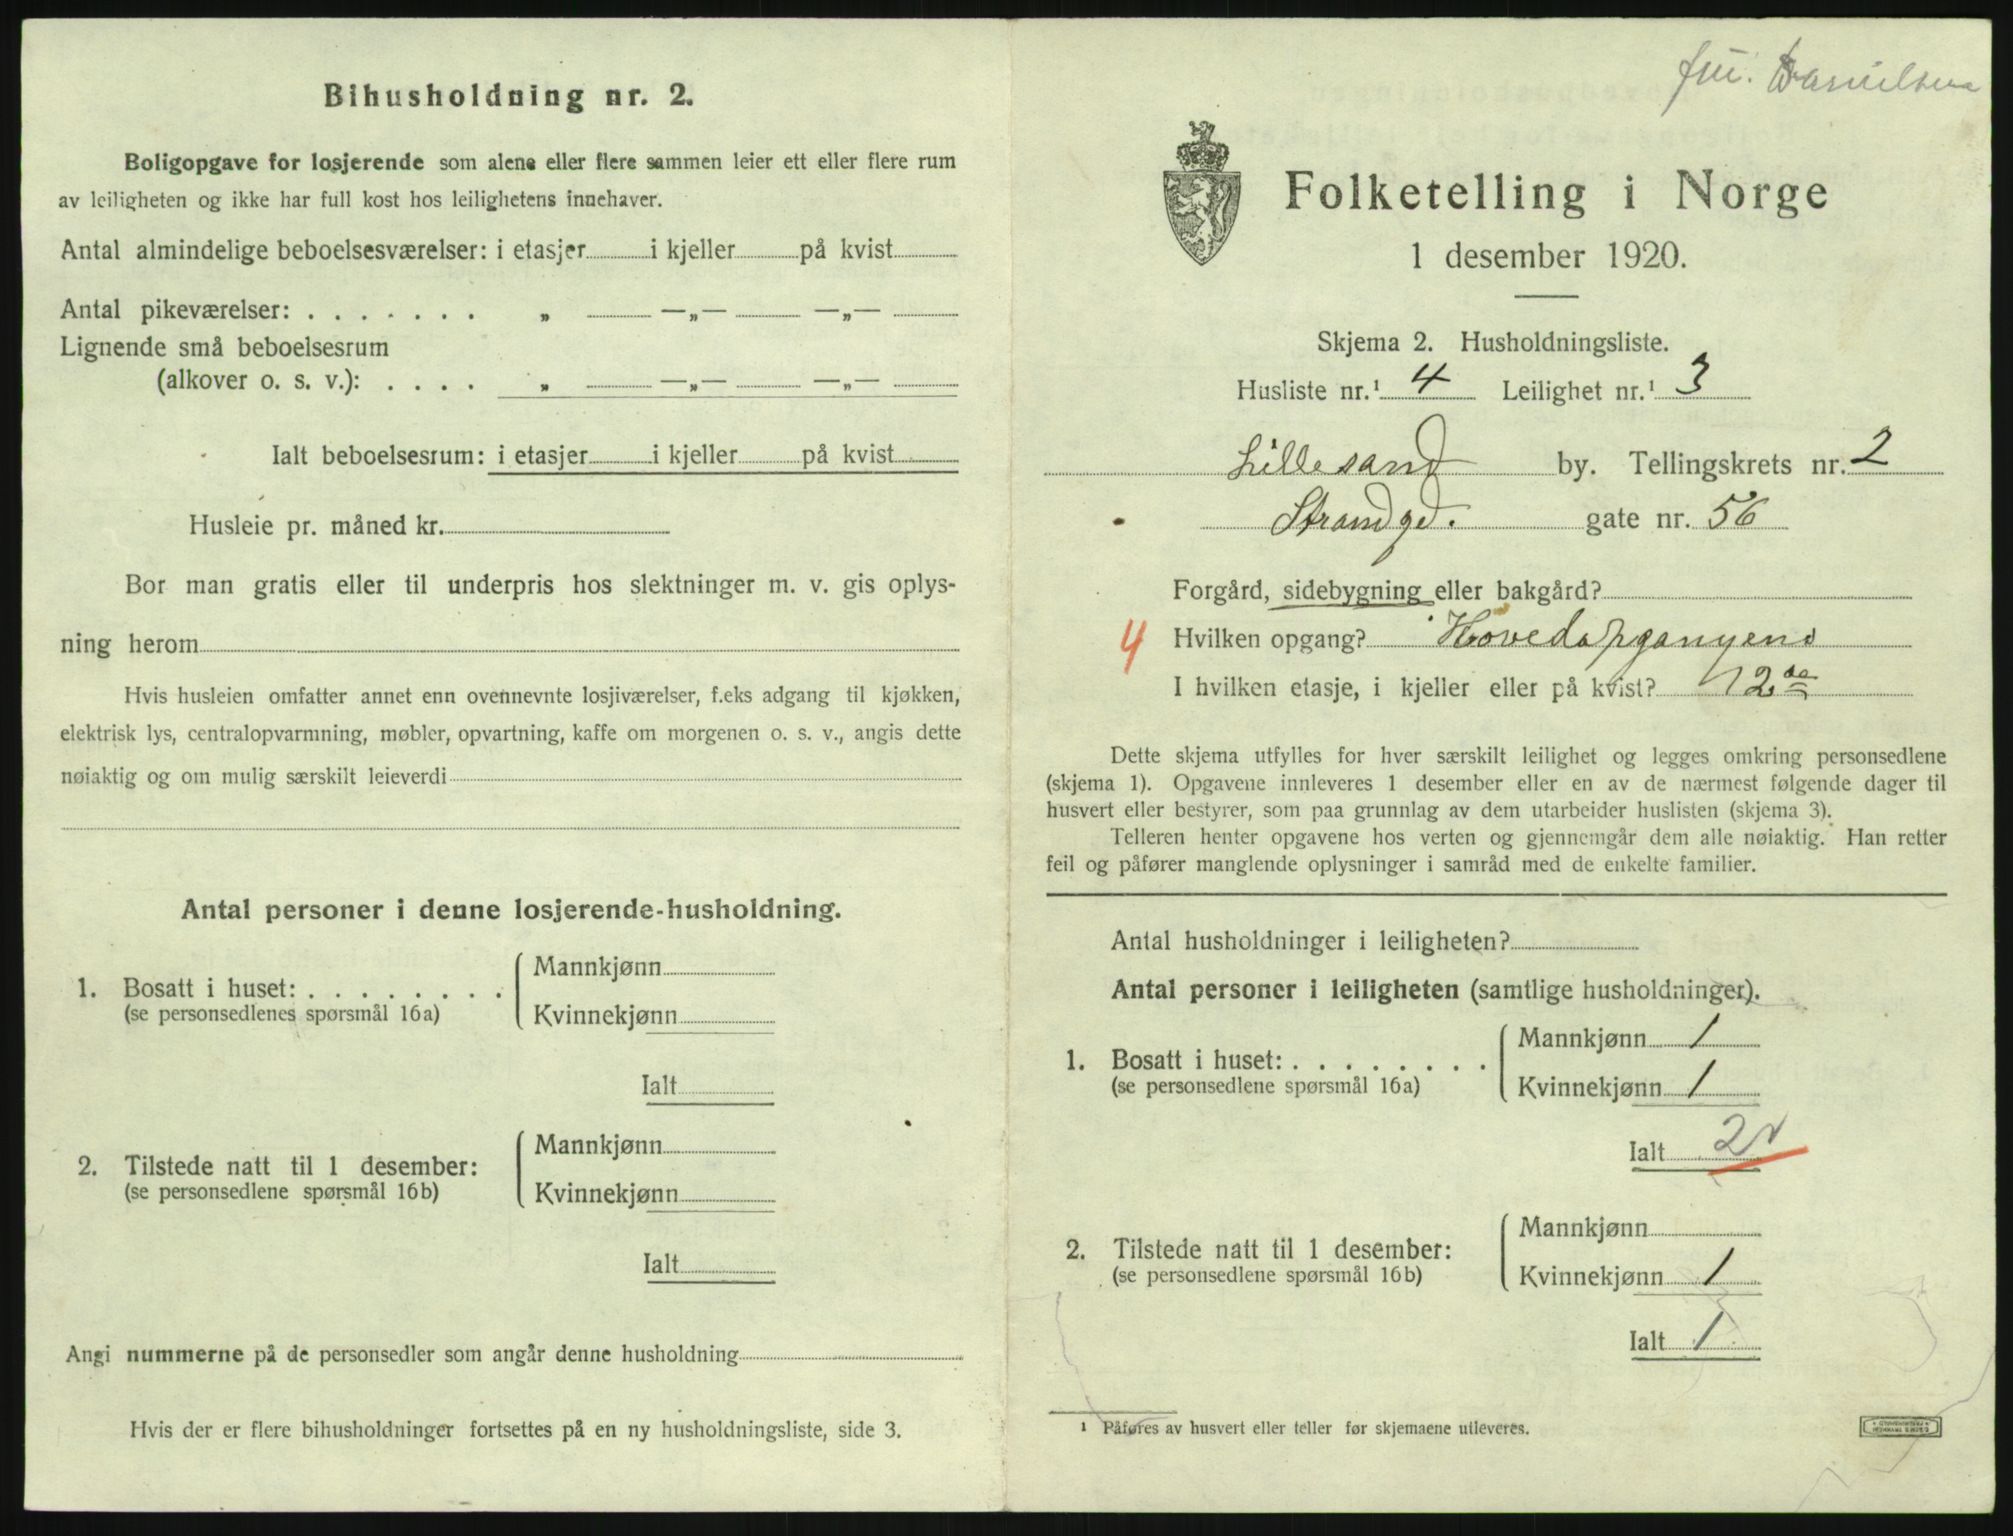 Bihusholdning nr. 2.
Boligopgave for losjerende som alene eller flere sammen leier ett eller flere rum
av leiligheten og ikke har full kost hos leilighetens innehaver.
Antal almindelige beboelsesværelser: i etasjer i kjeller på kvist
Antal pikeværelser: . . . . . . . „ —„— —„—
Lignende små beboelsesrum
(alkover o. s. v.): . . . . „ —„— —„—
Ialt beboelsesrum: i etasjer i kjeller på kvist
Husleie pr. måned kr.
Bor man gratis eller til underpris hos slektninger m. v. gis oplys-
ning herom
Hvis husleien omfatter annet enn ovennevnte losjiværelser, f.eks adgang til kjøkken,
elektrisk lys, centralopvarmning, møbler, opvartning, kaffe om morgenen o. s. v., angis dette
nøiaktig og om mulig særskilt leieverdi
Antal personer i denne losjerende-husholdning.
1. Bosatt i huset: . . . . . . . .
(se personsedlenes spørsmål 16a)
Mannkjønn
Kvinnekjønn
Ialt
2. Tilstede natt til 1 desember:
(se personsedlene spørsmål 16b)
Mannkjønn
Kvinnekjønn
Ialt
Angi nummerne på de personsedler som angår denne husholdning
Hvis der er flere bihusholdninger fortsettes på en ny husholdningsliste, side 3.
Danielsen
Folketelling i Norge
1 desember 1920.
Skjema 2. Husholdningsliste.
Husliste nr.¹ 4 Leilighet nr.¹ 3
Lillesand by. Tellingskrets nr. 2
Strandgd. gate nr. 56
Forgård, sidebygning eller bakgård?
4 Hvilken opgang? Hovedopgangen
I hvilken etasje, i kjeller eller på kvist? 2de
Dette skjema utfylles for hver særskilt leilighet og legges omkring personsedlene
(skjema 1). Opgavene innleveres 1 desember eller en av de nærmest følgende dager til
husvert eller bestyrer, som paa grunnlag av dem utarbeider huslisten (skjema 3).
Telleren henter opgavene hos verten og gjennemgår dem alle nøiaktig. Han retter
feil og påfører manglende oplysninger i samråd med de enkelte familier.
Antal husholdninger i leiligheten?
Antal personer i leiligheten (samtlige husholdninger).
1. Bosatt i huset: . . . . . . . .
(se personsedlene spørsmål 16a)
Mannkjønn 1
Kvinnekjønn 1
Ialt 2
2. Tilstede natt til 1 desember:
(se personsedlene spørsmål 16b)
Mannkjønn
Kvinnekjønn 1
Ialt 1
¹ Påføres av husvert eller teller før skjemaene utleveres.